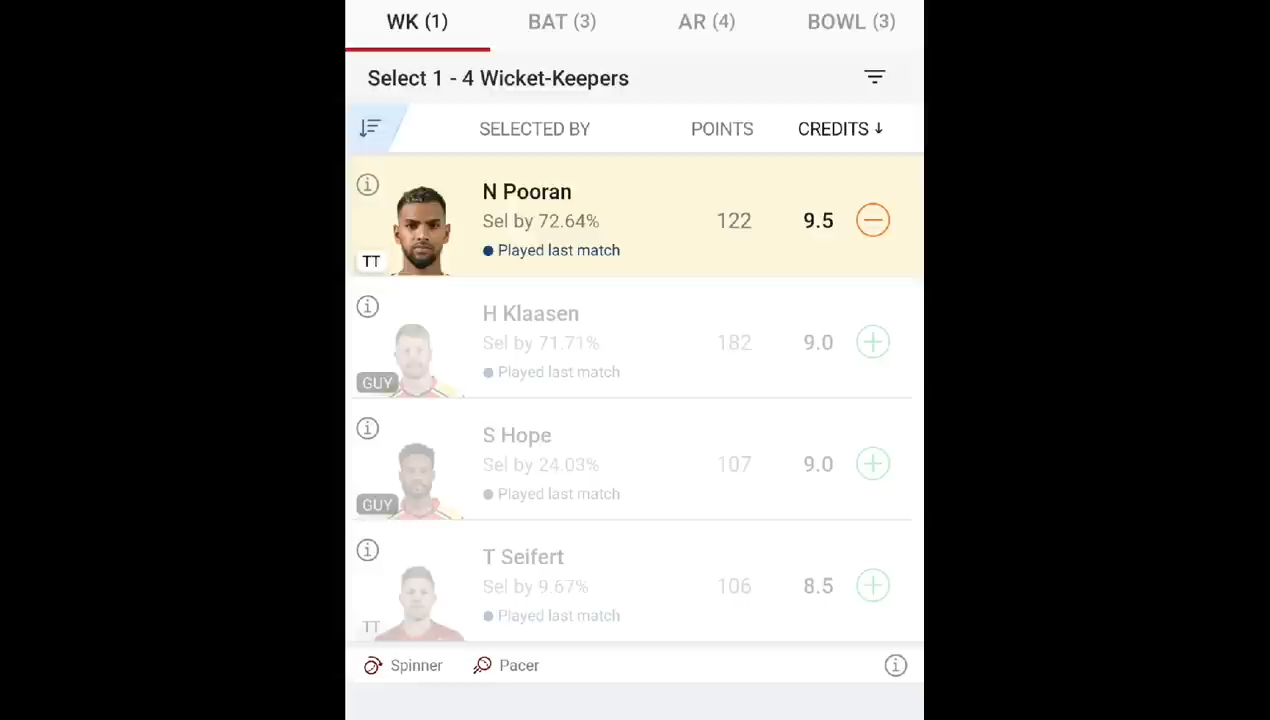 WK (1) BAT (3) AR (4) BOWL (3)
Select 1 - 4 Wicket-Keepers
SELECTED BY POINTS CREDITS ↓
N Pooran
Sel by 72.64% 122 9.5
Played last match
TT
H Klaasen
Sel by 71.71% 182 9.0
Played last match
GUY
S Hope
Sel by 24.03% 107 9.0
Played last match
GUY
T Seifert
Sel by 9.67% 106 8.5
Played last match
TT
Spinner Pacer